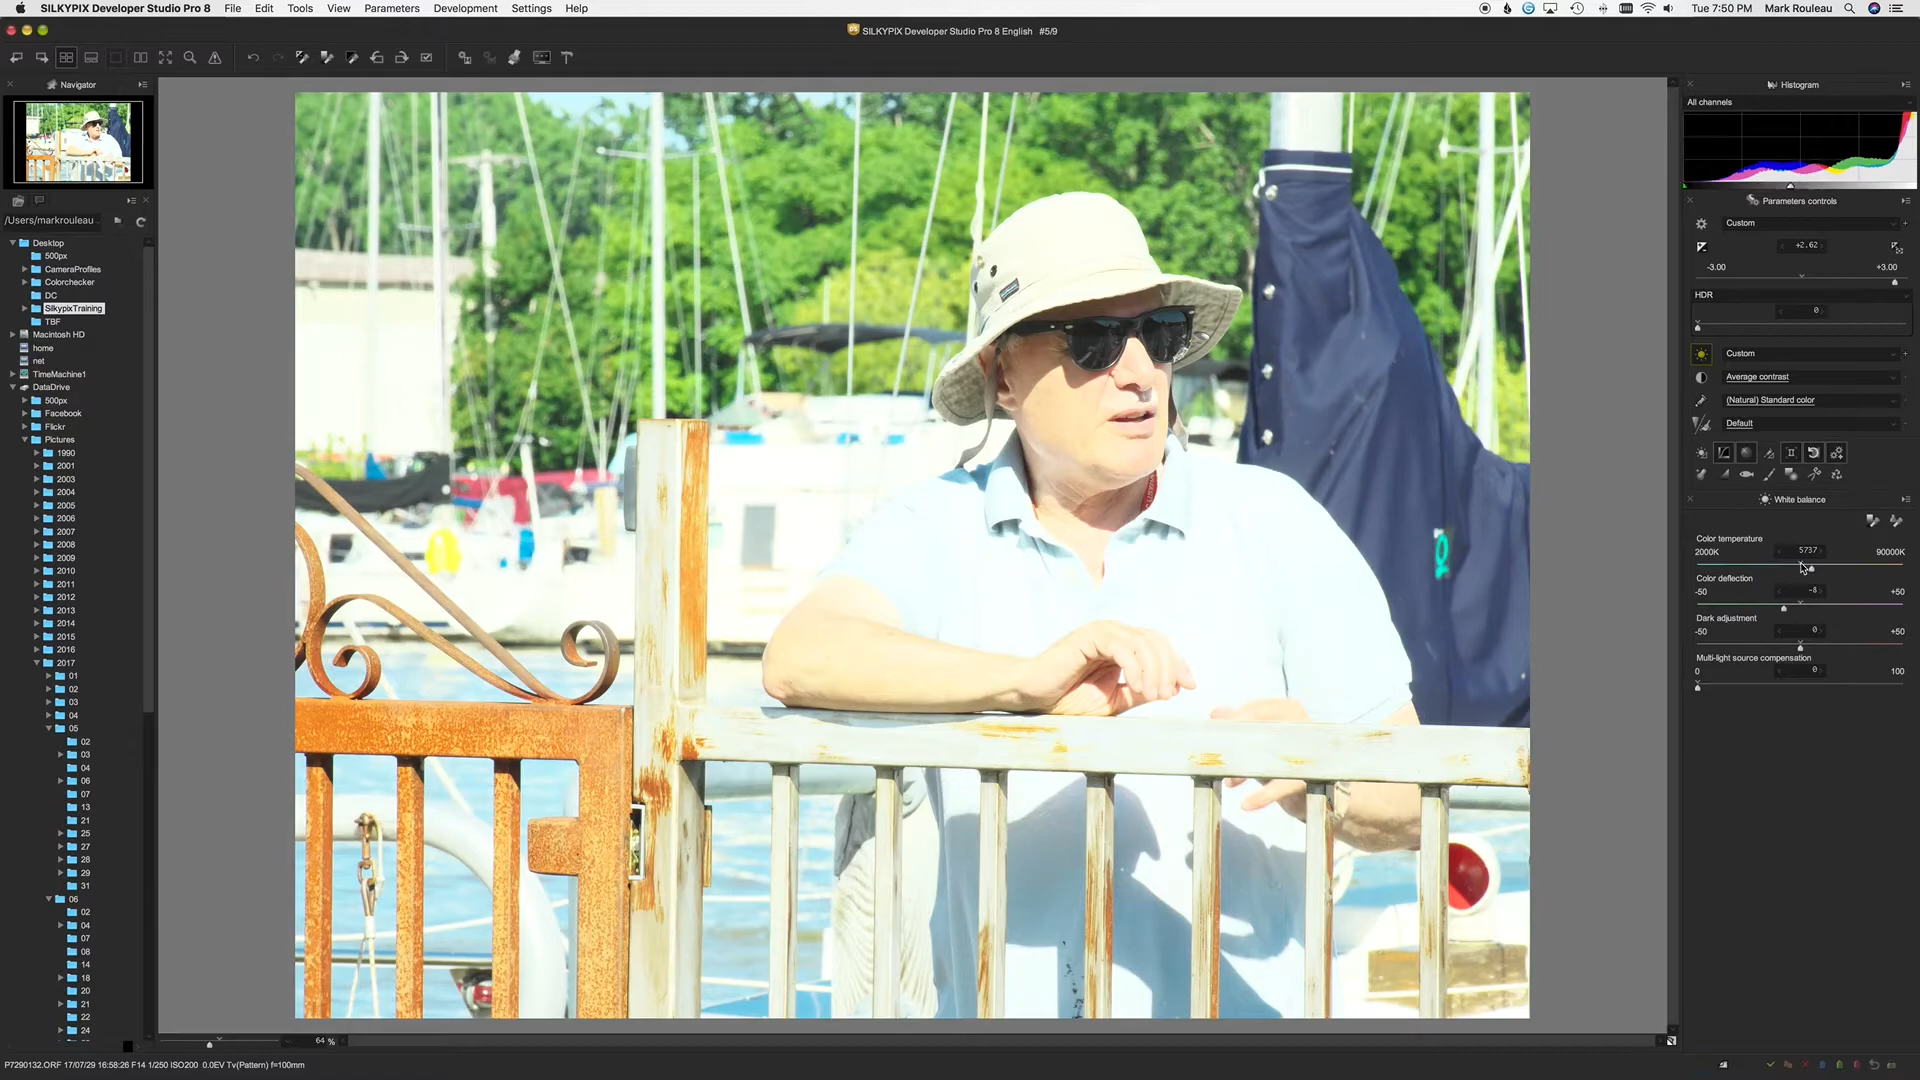 SILKYPIX Developer Studio Pro 8 File Edit Tools View Parameters Development Settings Help Tue 7:50 PM Mark Rouleau
SILKYPIX Developer Studio Pro 8 English #5/9
Navigator
/Users/markrouleau
Desktop
500px
CameraProfiles
Colorchecker
DC
SilkypixTraining
TBF
Macintosh HD
home
net
TimeMachine1
DataDrive
500px
Facebook
Flickr
Pictures
1990
2001
2003
2004
2005
2006
2007
2008
2009
2010
2011
2012
2013
2014
2015
2016
2017
01
02
03
04
05
02
03
04
06
07
13
21
25
27
28
29
31
06
02
04
07
08
14
18
20
21
22
24
64 %
Histogram
All channels
Parameters controls
Custom
+2.62
-3.00 +3.00
HDR
0
Custom
Average contrast
(Natural) Standard color
Default
White balance
Color temperature
2000K 5737 90000K
Color deflection
-50 -8 +50
Dark adjustment
-50 0 +50
Multi-light source compensation
0 0 100
P7290132.ORF 17/07/29 16:58:26 F14 1/250 ISO200 0.0EV Tv(Pattern) f=100mm